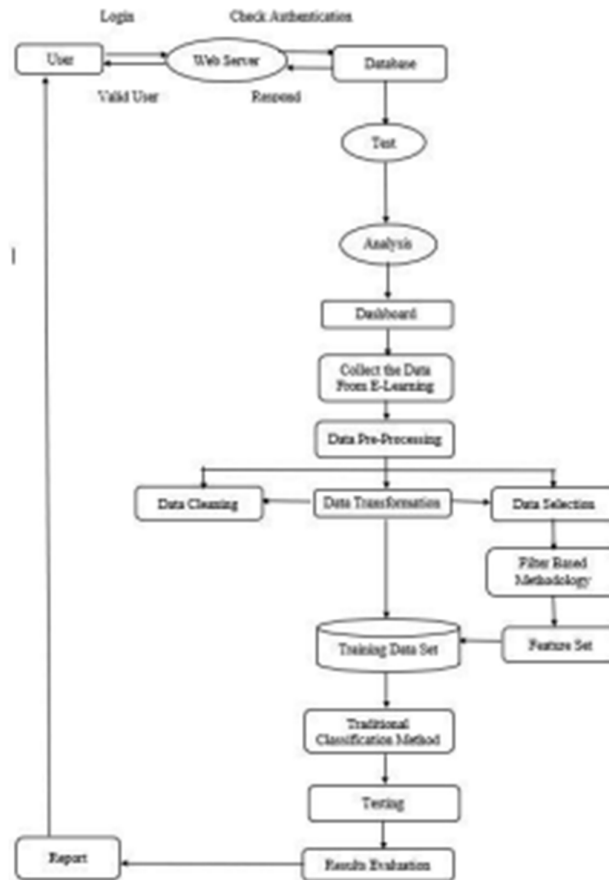 Login
Check Authentication
User
Web Server
Database
Valid User
Respond
Test
Analysis
Dashboard
Collect the Data
From E-Learning
Data Pre-Processing
Data Cleaning
Data Transformation
Data Selection
Filter Based
Methodology
Training Data Set
Feature Set
Traditional
Classification Method
Testing
Report
Results Evaluation